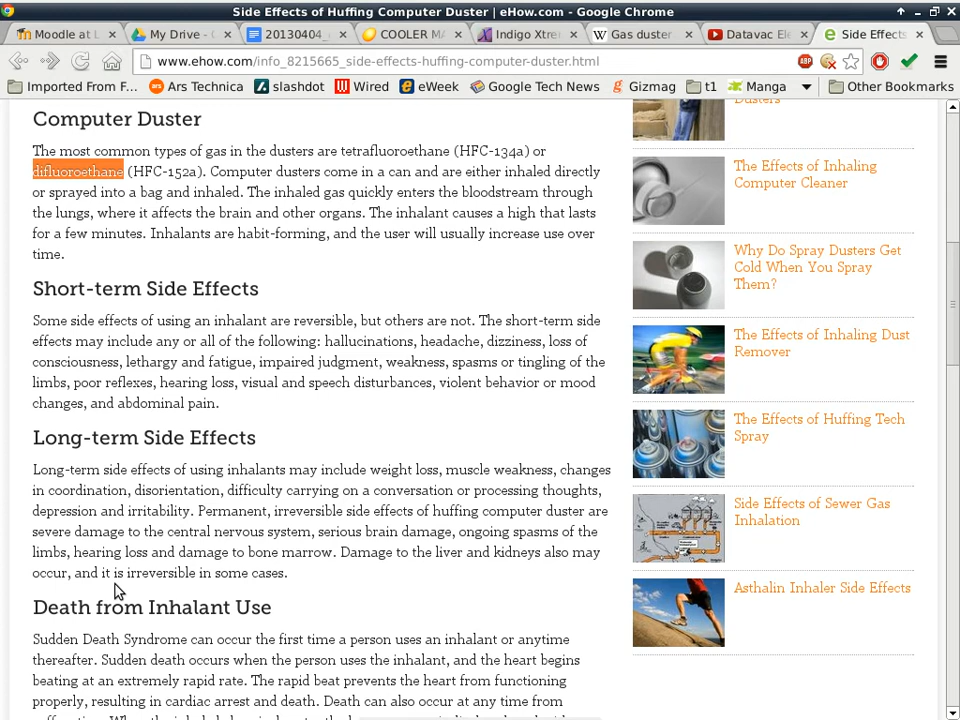 Side Effects of Huffing Computer Duster | eHow.com - Google Chrome
Moodle at L
My Drive -
20130404_
COOLER MA
Indigo Xtre
Gas duster
Datavac Ele
Side Effects
www.ehow.com/info_8215665_side-effects-huffing-computer-duster.html
ABP
Imported From F...
Ars Technica
slashdot
Wired
eWeek
Google Tech News
Gizmag
t1
Manga
Other Bookmarks
Computer Duster
The most common types of gas in the dusters are tetrafluoroethane (HFC-134a) or
difluoroethane (HFC-152a). Computer dusters come in a can and are either inhaled directly
or sprayed into a bag and inhaled. The inhaled gas quickly enters the bloodstream through
the lungs, where it affects the brain and other organs. The inhalant causes a high that lasts
for a few minutes. Inhalants are habit-forming, and the user will usually increase use over
time.
Short-term Side Effects
Some side effects of using an inhalant are reversible, but others are not. The short-term side
effects may include any or all of the following: hallucinations, headache, dizziness, loss of
consciousness, lethargy and fatigue, impaired judgment, weakness, spasms or tingling of the
limbs, poor reflexes, hearing loss, visual and speech disturbances, violent behavior or mood
changes, and abdominal pain.
Long-term Side Effects
Long-term side effects of using inhalants may include weight loss, muscle weakness, changes
in coordination, disorientation, difficulty carrying on a conversation or processing thoughts,
depression and irritability. Permanent, irreversible side effects of huffing computer duster are
severe damage to the central nervous system, serious brain damage, ongoing spasms of the
limbs, hearing loss and damage to bone marrow. Damage to the liver and kidneys also may
occur, and it is irreversible in some cases.
Death from Inhalant Use
Sudden Death Syndrome can occur the first time a person uses an inhalant or anytime
thereafter. Sudden death occurs when the person uses the inhalant, and the heart begins
beating at an extremely rapid rate. The rapid beat prevents the heart from functioning
properly, resulting in cardiac arrest and death. Death can also occur at any time from
Dusters
The Effects of Inhaling
Computer Cleaner
Why Do Spray Dusters Get
Cold When You Spray
Them?
The Effects of Inhaling Dust
Remover
The Effects of Huffing Tech
Spray
Side Effects of Sewer Gas
Inhalation
Asthalin Inhaler Side Effects